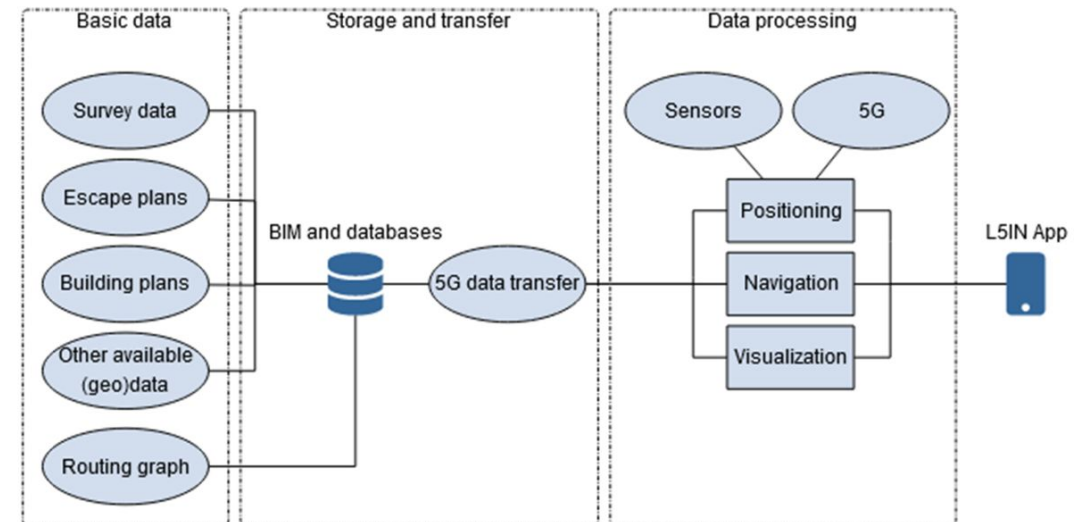 Basic data
Survey data
Escape plans
Building plans
Other available
(geo)data
Routing graph
Storage and transfer
BIM and databases
5G data transfer
Data processing
Sensors
5G
Positioning
Navigation
Visualization
L5IN App